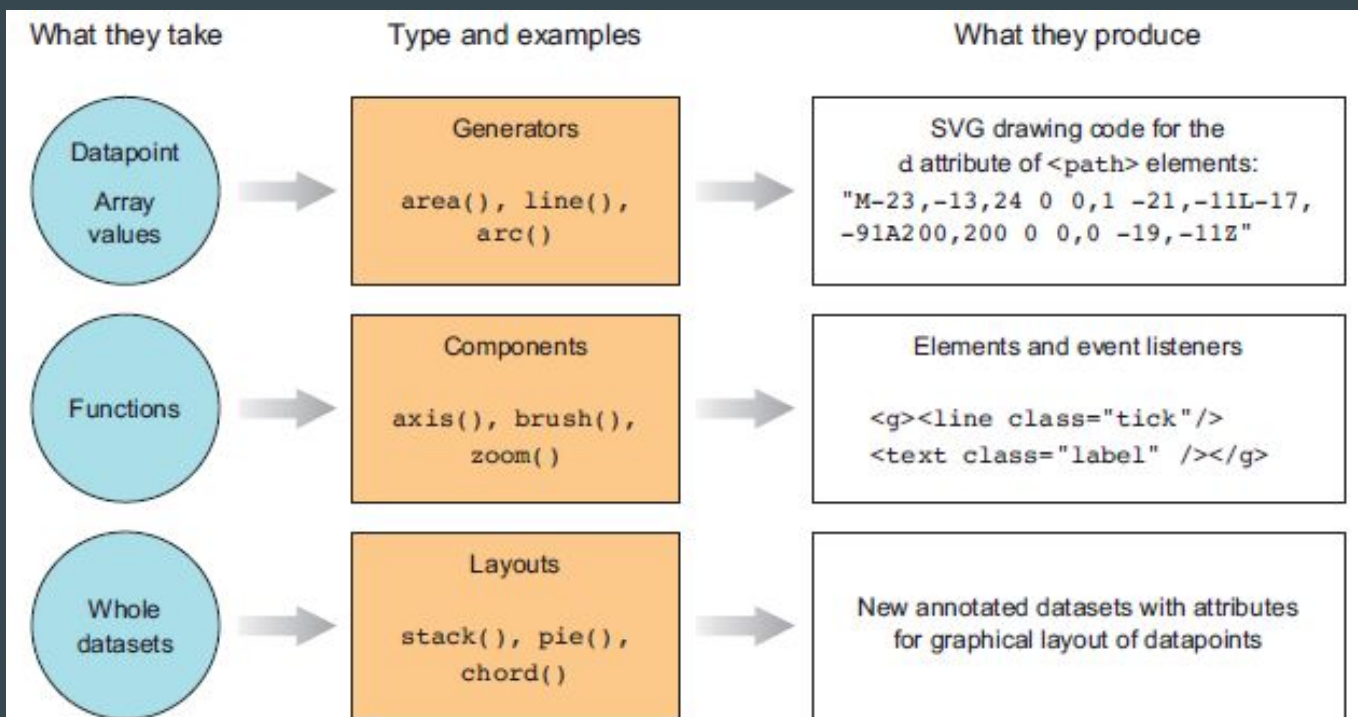 What they take
Type and examples
What they produce
Datapoint
Array
values
Generators
area(), line(),
arc()
SVG drawing code for the
d attribute of <path> elements:
"M-23,-13,24 0 0,1 -21,-11L-17,
-91A200,200 0 0,0 -19,-11Z"
Functions
Components
axis(), brush(),
zoom()
Elements and event listeners
<g><line class="tick"/>
<text class="label" /></g>
Whole
datasets
Layouts
stack(), pie(),
chord()
New annotated datasets with attributes
for graphical layout of datapoints